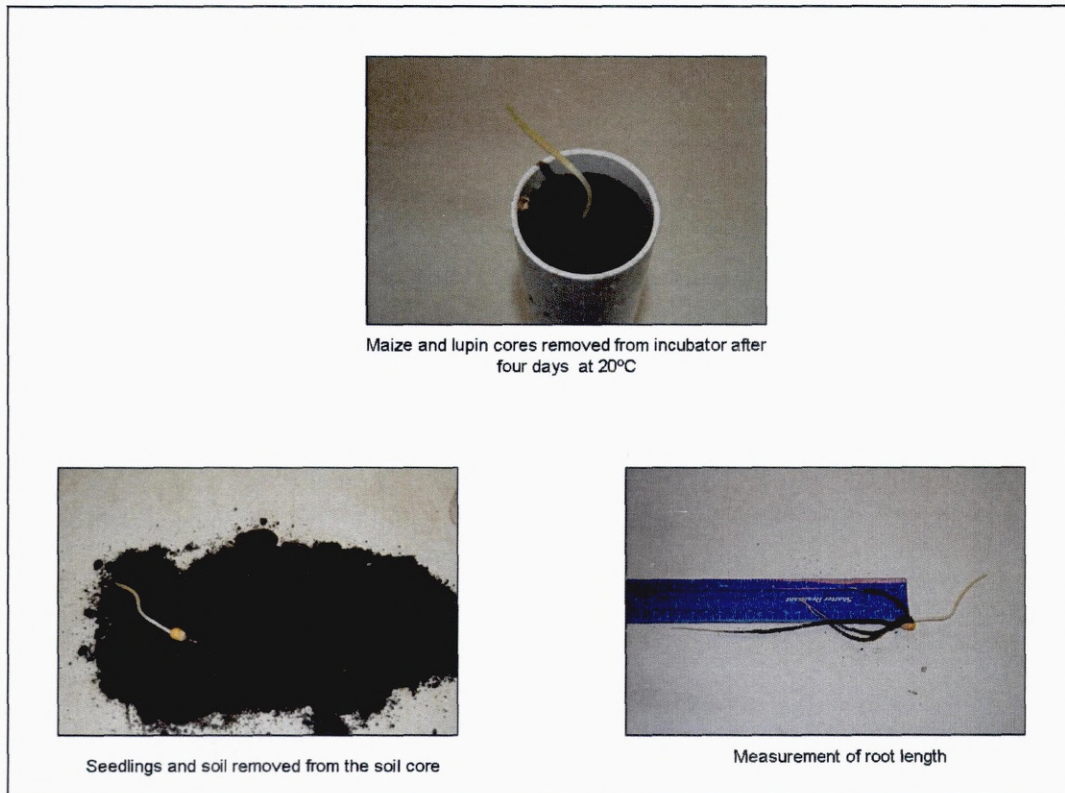 Maize and lupin cores removed from incubator after
four days at 20ºC
Seedlings and soil removed from the soil core
Measurement of root length